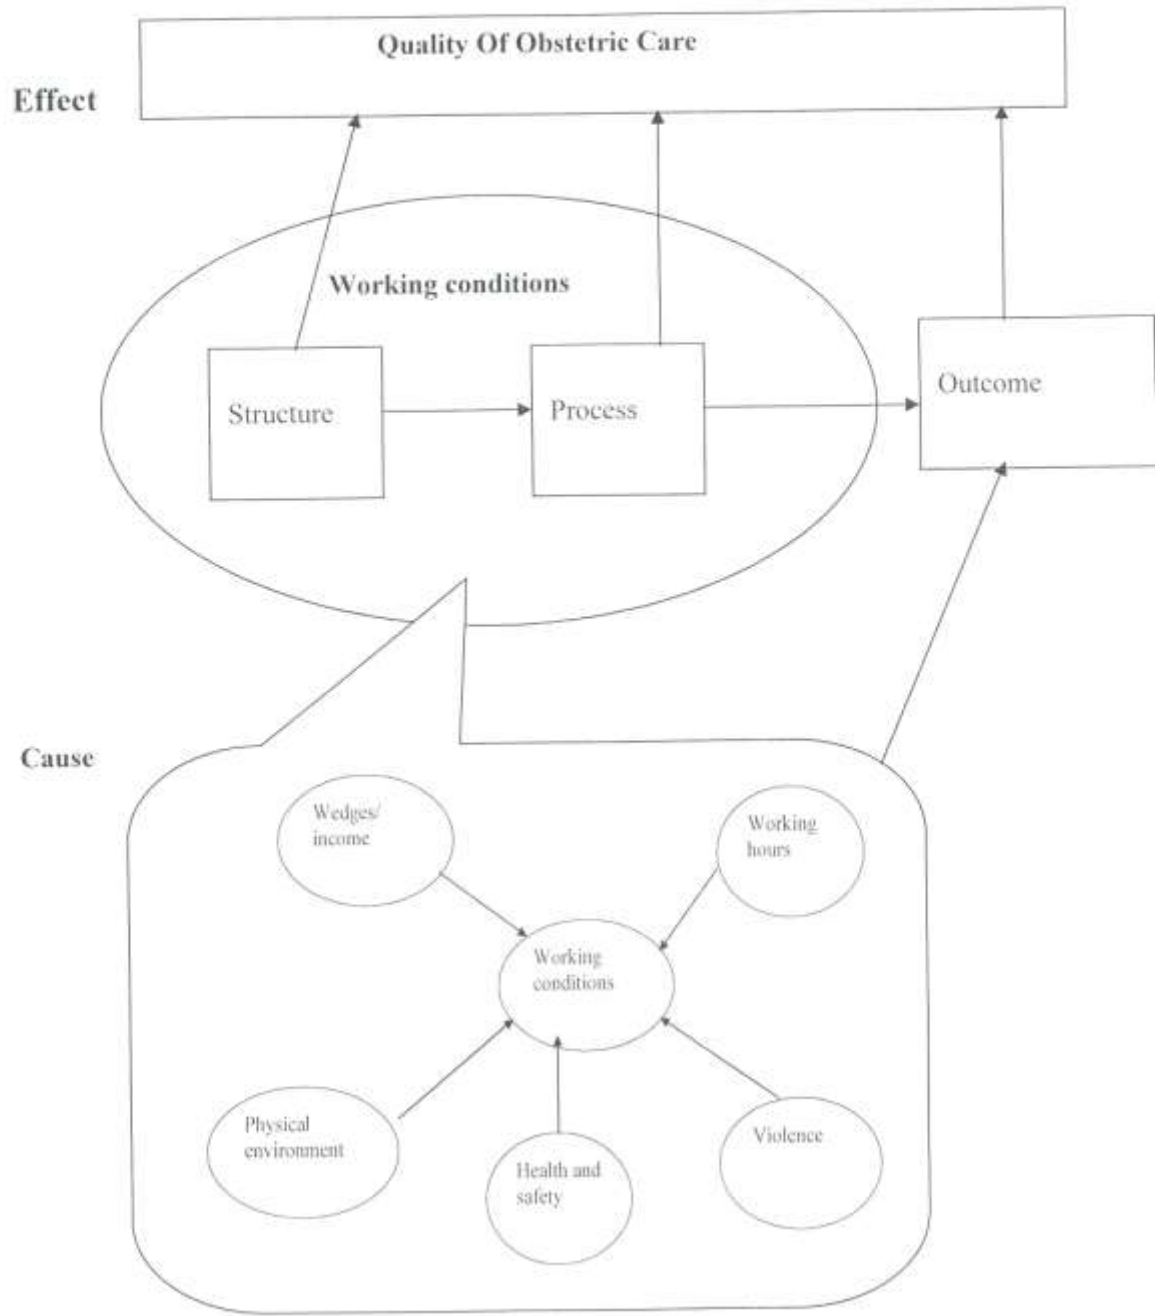 Quality Of Obstetric Care
Effect
Working conditions
Structure
Process
Outcome
Cause
Wedges/
income
Working
hours
Working
conditions
Physical
environment
Health and
safety
Violence